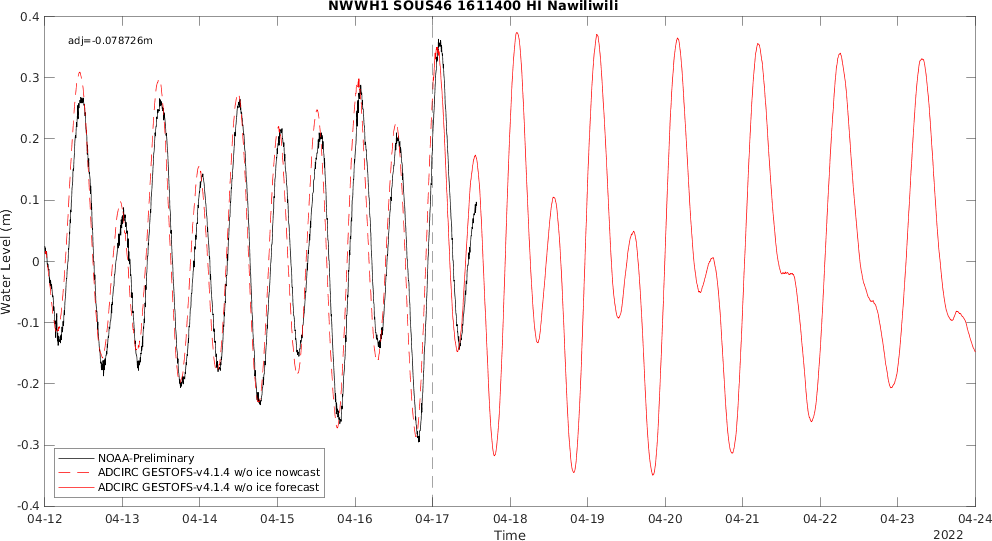 NWWH1 SOUS46 1611400 HI Nawiliwili
adj=-0.078726m
0.4
0.3
0.2
0.1
0
-0.1
-0.2
-0.3
-0.4
Water Level (m)
NOAA-Preliminary
ADCIRC GESTOFS-v4.1.4 w/o ice nowcast
ADCIRC GESTOFS-v4.1.4 w/o ice forecast
04-12 04-13 04-14 04-15 04-16 04-17 04-18 04-19 04-20 04-21 04-22 04-23 04-24
Time
2022